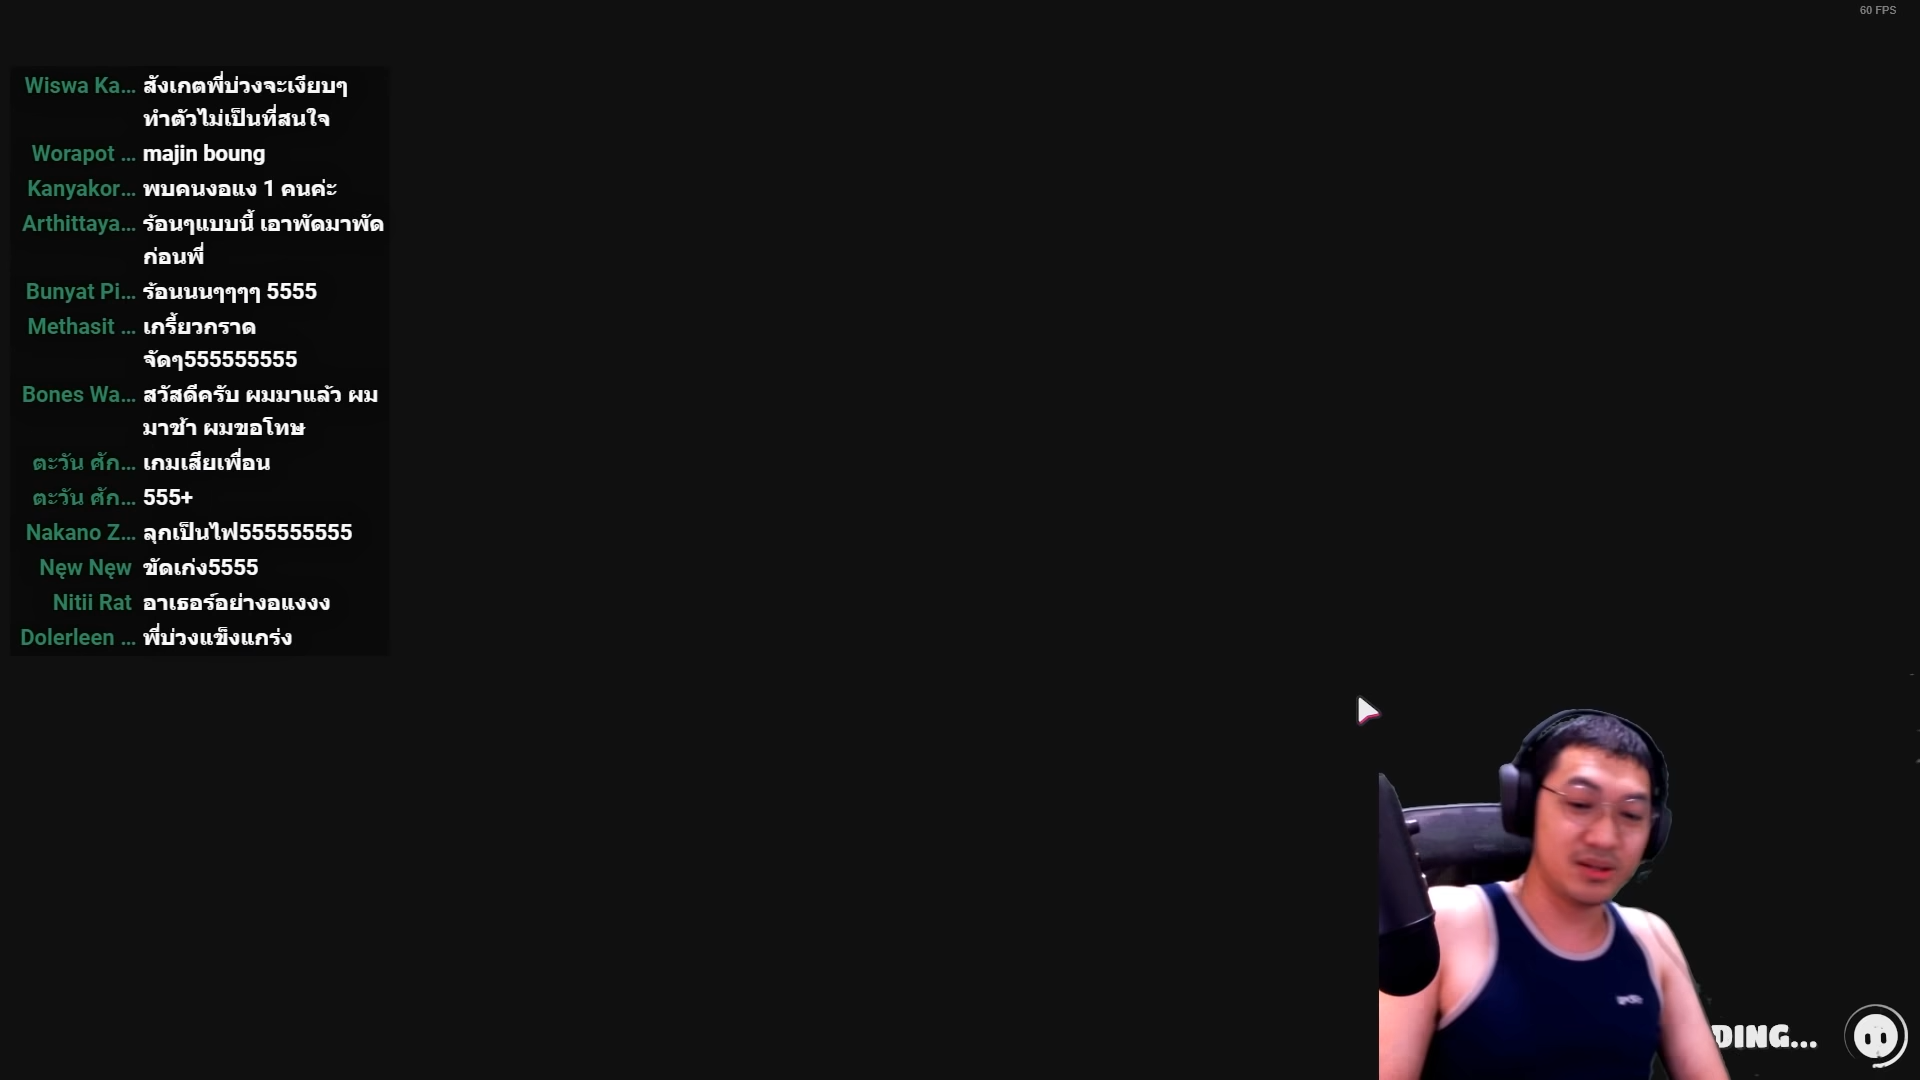 60 FPS
Wiswa Ka... สังเกตพี่บ่วงจะเงียบๆ
ทำตัวไม่เป็นที่สนใจ
Worapot ... majin boung
Kanyakor... พบคนงอแง 1 คนค่ะ
Arthittaya... ร้อนๆแบบนี้ เอาพัดมาพัด
ก่อนพี่
Bunyat Pi... ร้อนนนๆๆๆๆ 5555
Methasit ... เกรี้ยวกราด
จัดๆ555555555
Bones Wa... สวัสดีครับ ผมมาแล้ว ผม
มาช้า ผมขอโทษ
ตะวัน ศัก... เกมเสียเพื่อน
ตะวัน ศัก... 555+
Nakano Z... ลุกเป็นไฟ555555555
Nęw Nęw ขัดเก่ง5555
Nitii Rat อาเธอร์อย่างอแงงง
Dolerleen ... พี่บ่วงแข็งแกร่ง
DING...